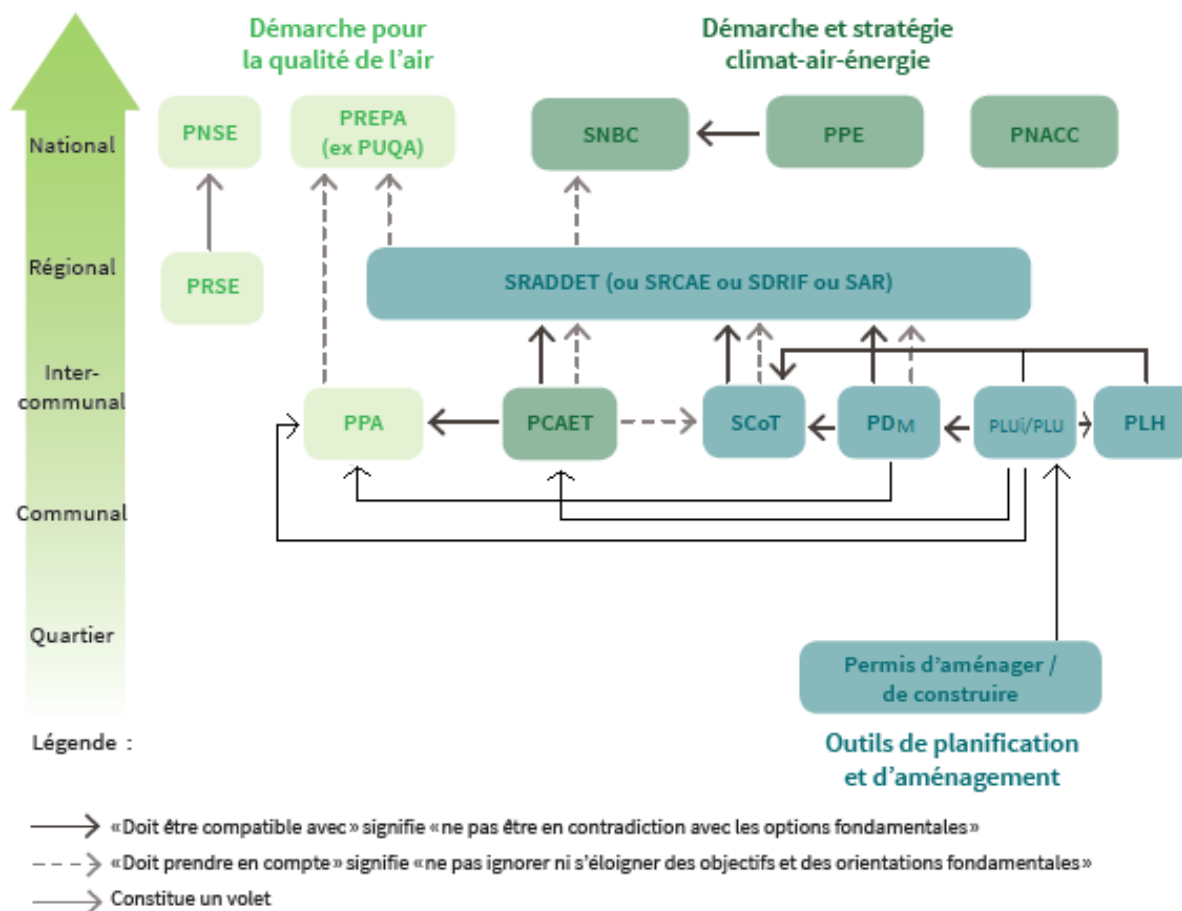 Démarche pour
la qualité de l'air
Démarche et stratégie
climat-air-énergie
National
PNSE
PREPA
(ex PUQA)
SNBC
PPE
PNACC
Régional
PRSE
SRADDET (ou SRCAE ou SDRIF ou SAR)
Inter-
communal
PPA
PCAET
SCoT
PDM
PLUi/PLU
PLH
Communal
Quartier
Permis d'aménager /
de construire
Légende :
Outils de planification
et d'aménagement
«Doit être compatible avec» signifie «ne pas être en contradiction avec les options fondamentales»
«Doit prendre en compte» signifie «ne pas ignorer ni s'éloigner des objectifs et des orientations fondamentales»
Constitue un volet